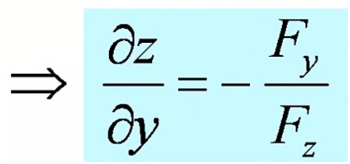 ⇒ ∂z/∂y = − F_y/F_z